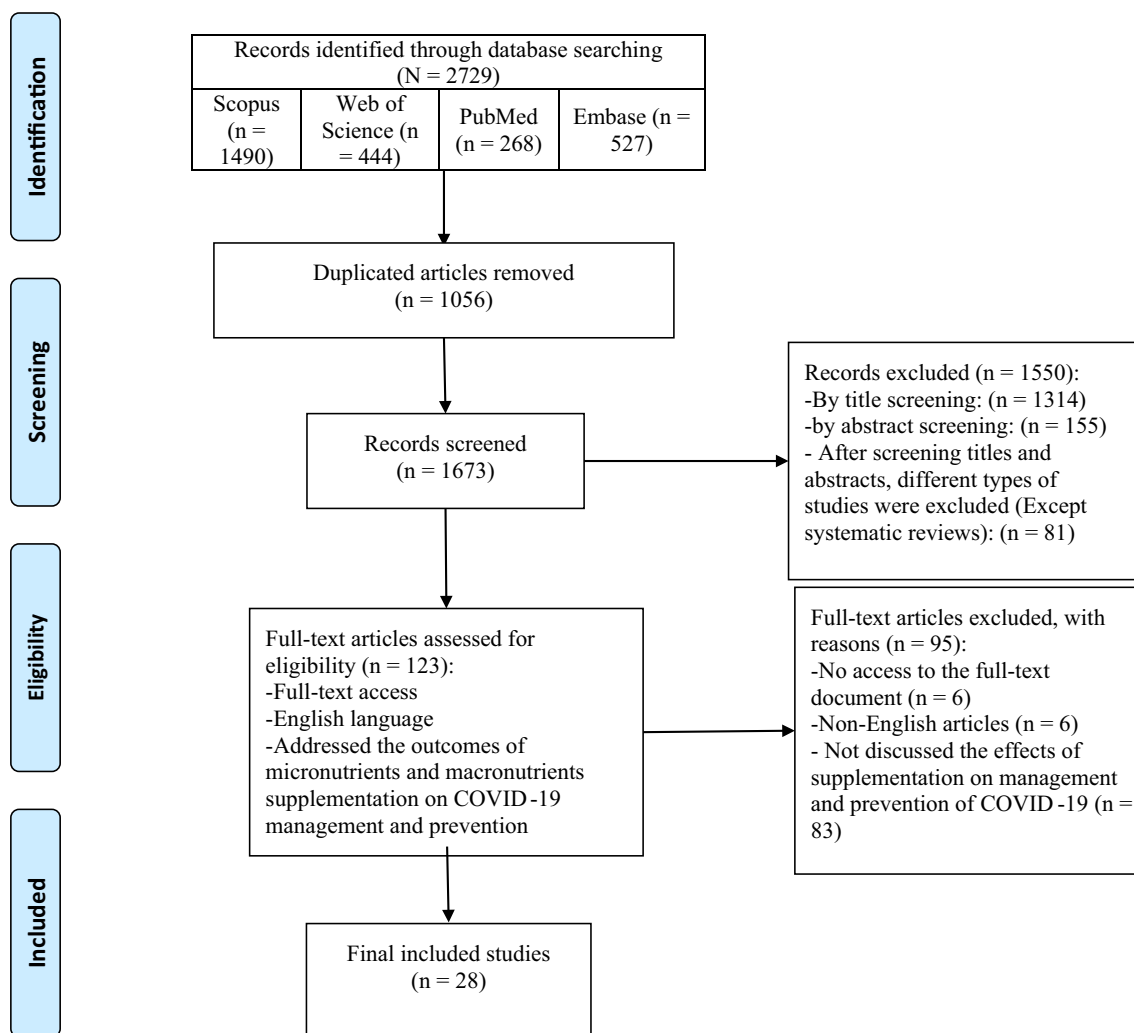 Identification
Records identified through database searching
(N = 2729)
Scopus
(n =
1490)
Web of
Science (n
= 444)
PubMed
(n = 268)
Embase (n =
527)
Duplicated articles removed
(n = 1056)
Screening
Records screened
(n = 1673)
Records excluded (n = 1550):
-By title screening: (n = 1314)
-by abstract screening: (n = 155)
- After screening titles and
abstracts, different types of
studies were excluded (Except
systematic reviews): (n = 81)
Eligibility
Full-text articles assessed for
eligibility (n = 123):
-Full-text access
-English language
-Addressed the outcomes of
micronutrients and macronutrients
supplementation on COVID-19
management and prevention
Full-text articles excluded, with
reasons (n = 95):
-No access to the full-text
document (n = 6)
-Non-English articles (n = 6)
- Not discussed the effects of
supplementation on management
and prevention of COVID-19 (n =
83)
Included
Final included studies
(n = 28)